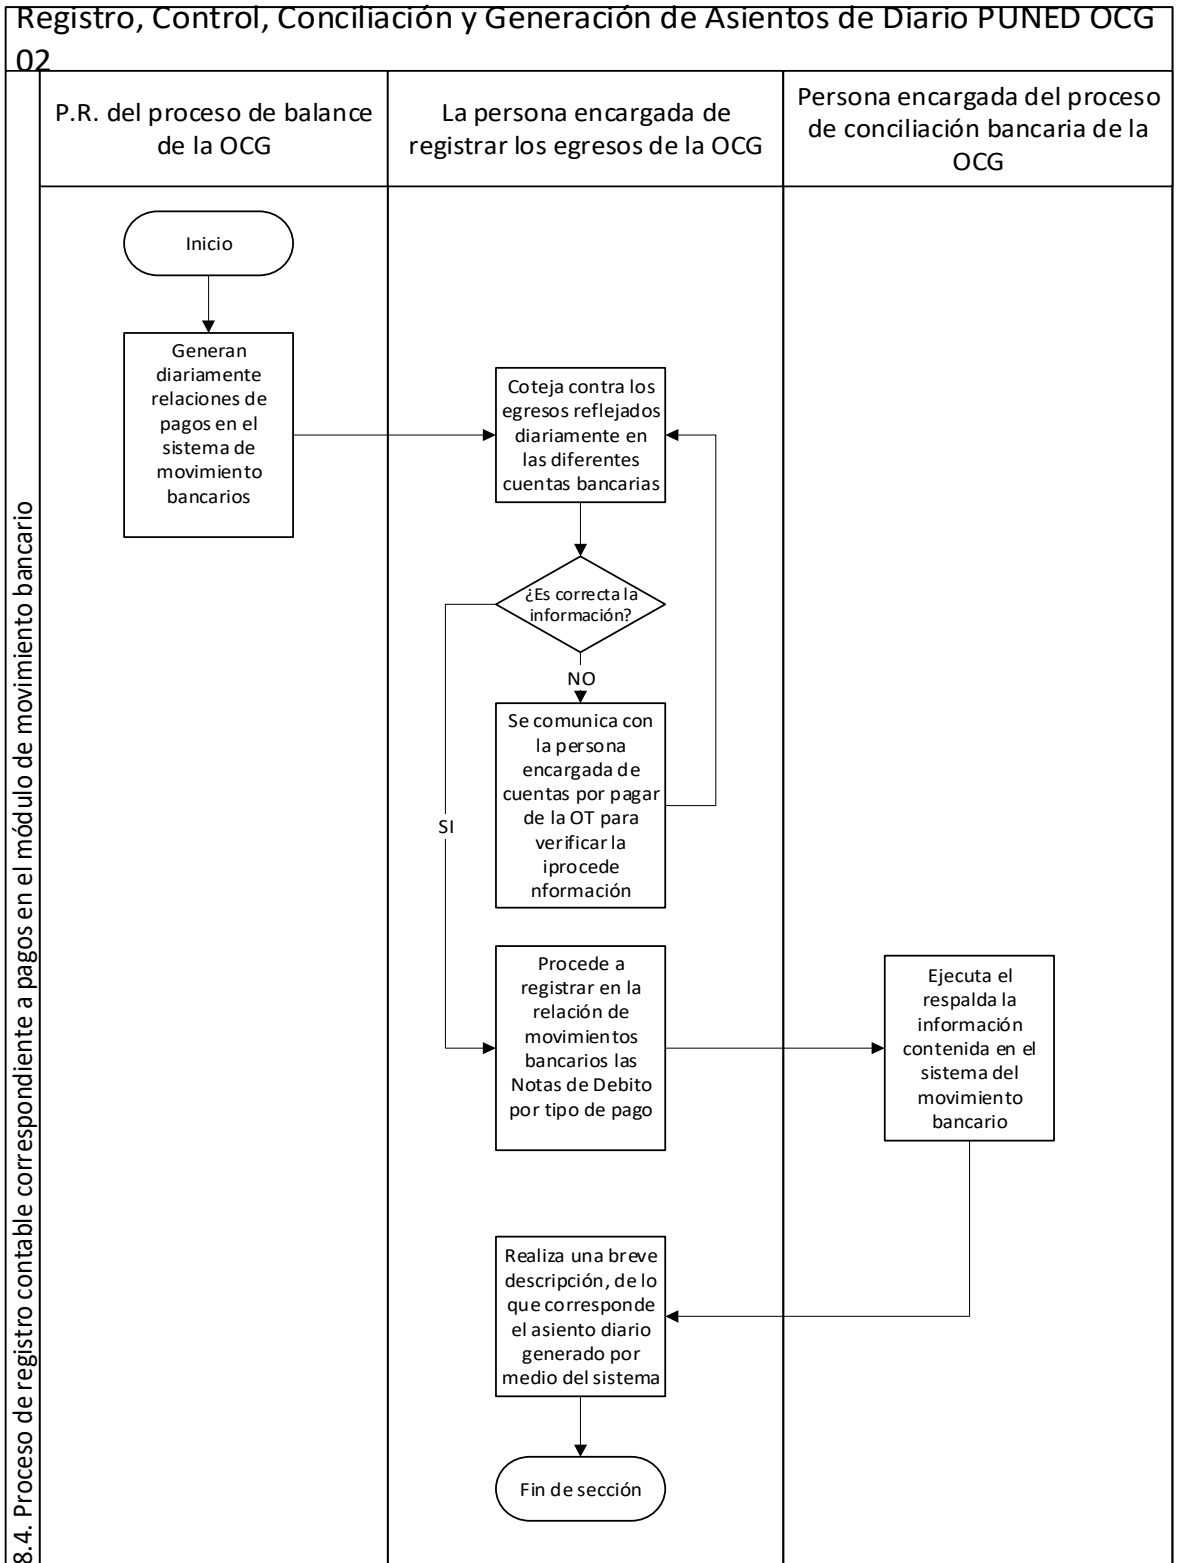 Registro, Control, Conciliación y Generación de Asientos de Diario PUNED OCG
02
8.4. Proceso de registro contable correspondiente a pagos en el módulo de movimiento bancario
P.R. del proceso de balance
de la OCG
La persona encargada de
registrar los egresos de la OCG
Persona encargada del proceso
de conciliación bancaria de la
OCG
Inicio
Generan
diariamente
relaciones de
pagos en el
sistema de
movimiento
bancarios
Coteja contra los
egresos reflejados
diariamente en
las diferentes
cuentas bancarias
¿Es correcta la
información?
NO
Se comunica con
la persona
encargada de
cuentas por pagar
de la OT para
verificar la
iprocede
nformación
SI
Procede a
registrar en la
relación de
movimientos
bancarios las
Notas de Debito
por tipo de pago
Ejecuta el
respalda la
información
contenida en el
sistema del
movimiento
bancario
Realiza una breve
descripción, de lo
que corresponde
el asiento diario
generado por
medio del sistema
Fin de sección